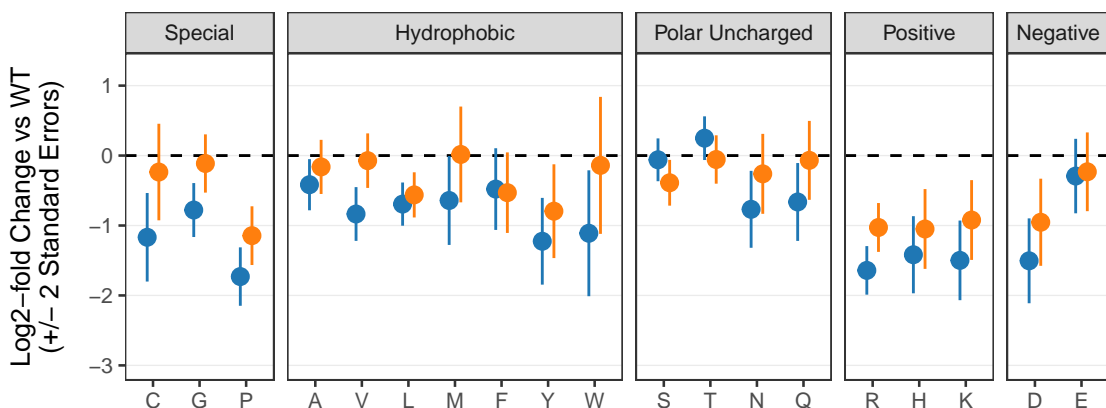 Special Hydrophobic Polar Uncharged Positive Negative
Log2−fold Change vs WT
(+/− 2 Standard Errors)
1
0
−1
−2
−3
C G P A V L M F Y W S T N Q R H K D E